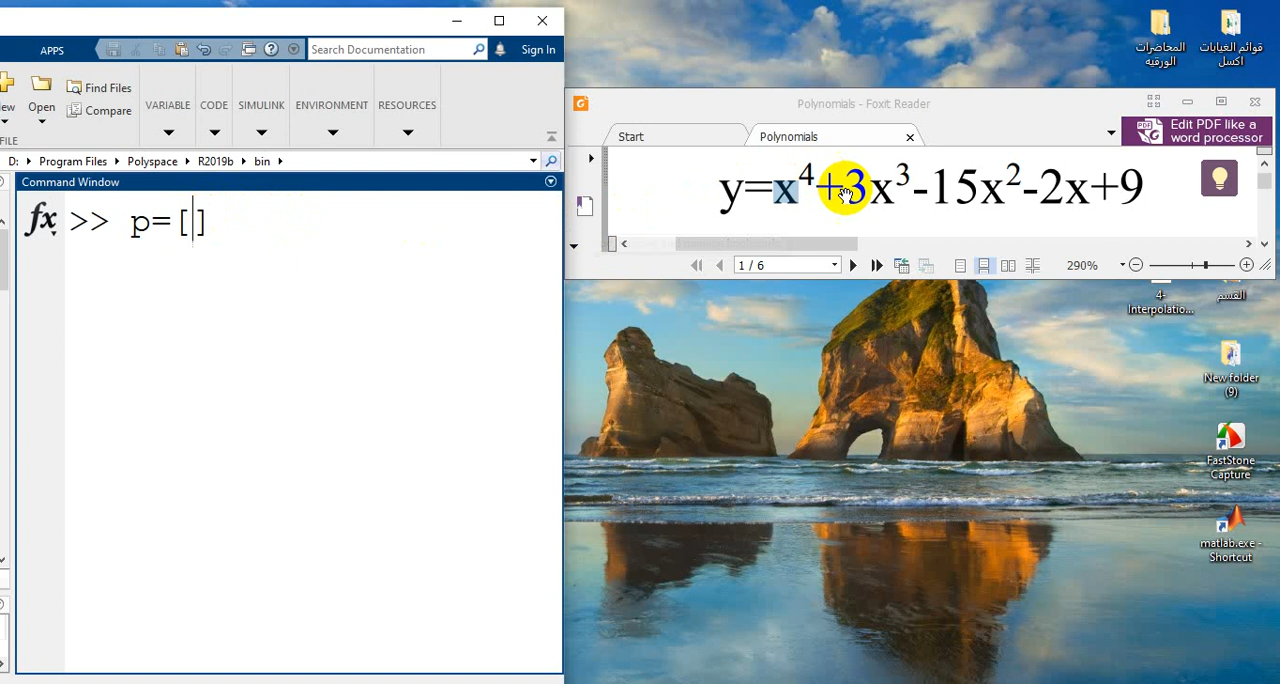 APPS
Search Documentation
Sign In
Open
Find Files
Compare
VARIABLE
CODE
SIMULINK
ENVIRONMENT
RESOURCES
D: Program Files Polyspace R2019b bin
Command Window
fx >> p=[]
Polynomials - Foxit Reader
Start
Polynomials
Edit PDF like a
word processor
y=x⁴+3x³-15x²-2x+9
1 / 6
290%
المحاضرات
الورقيه
قوائم الغيابات
اكسل
4-
Interpolatio...
القسم
New folder
(9)
FastStone
Capture
matlab.exe -
Shortcut